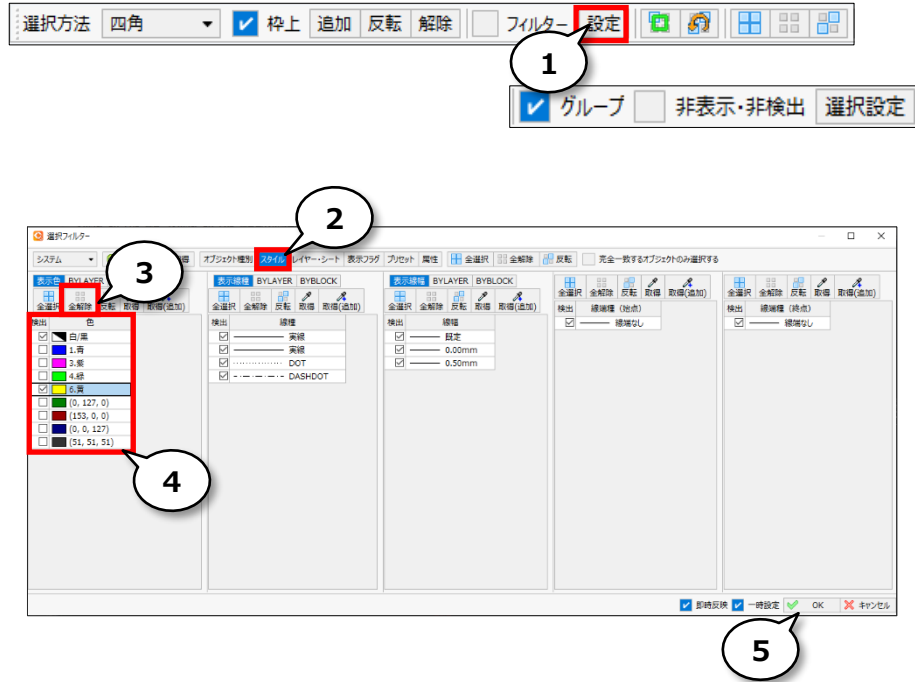 選択方法 四角 枠上 追加 反転 解除 フィルター 設定
1
グループ 非表示・非検出 選択設定
2
選択フィルター
システム 得 オブジェクト種別 スタイル レイヤー・シート 表示フラグ プリセット 属性 全選択 全解除 反転 完全一致するオブジェクトのみ選択する
3
表示色 BYLAYER
全選択 全解除 反転 取得 取得(追加)
検出 色
白/黒
1.青
3.紫
4.緑
6.黄
(0, 127, 0)
(153, 0, 0)
(0, 0, 127)
(51, 51, 51)
4
表示線種 BYLAYER BYBLOCK
全選択 全解除 反転 取得 取得(追加)
検出 線種
実線
実線
DOT
DASHDOT
表示線幅 BYLAYER BYBLOCK
全選択 全解除 反転 取得 取得(追加)
検出 線幅
既定
0.00mm
0.50mm
全選択 全解除 反転 取得 取得(追加)
検出 線端種 (始点)
線端なし
全選択 全解除 反転 取得 取得(追加)
検出 線端種 (終点)
線端なし
即時反映 一時設定 OK キャンセル
5